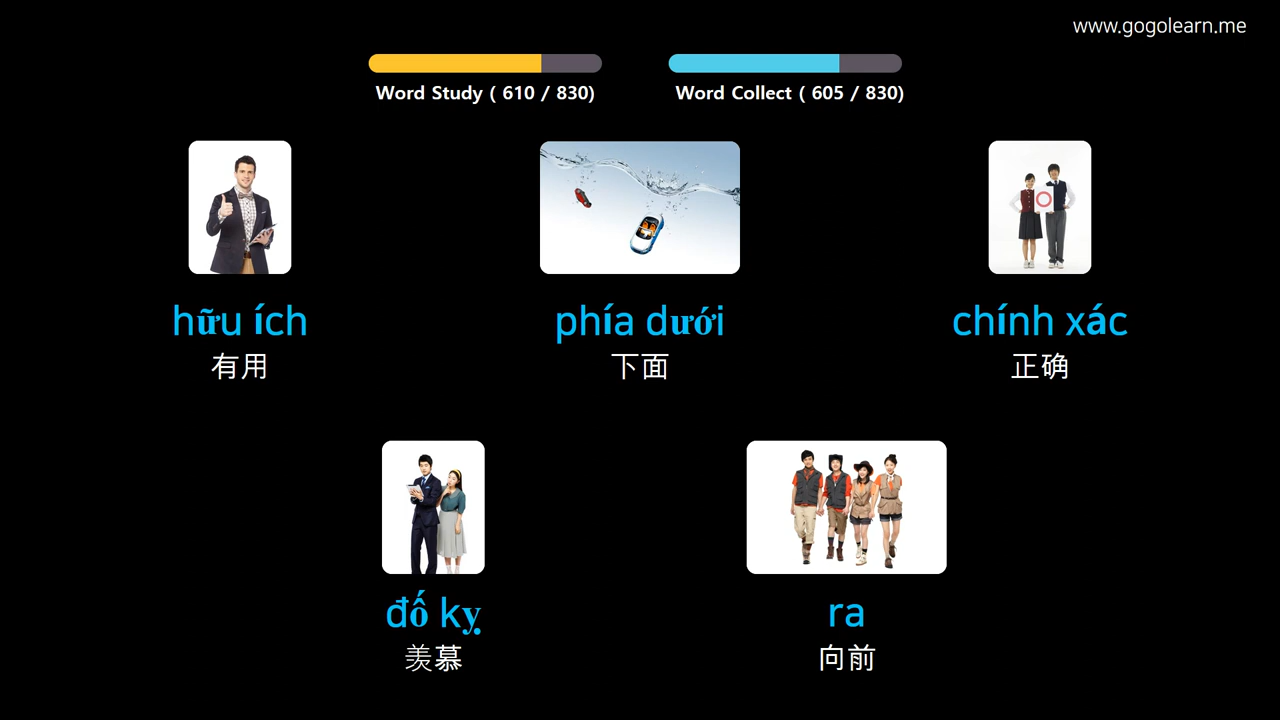 www.gogolearn.me
Word Study ( 610 / 830)
Word Collect ( 605 / 830)
hữu ích
有用
phía dưới
下面
chính xác
正确
đố kỵ
羡慕
ra
向前